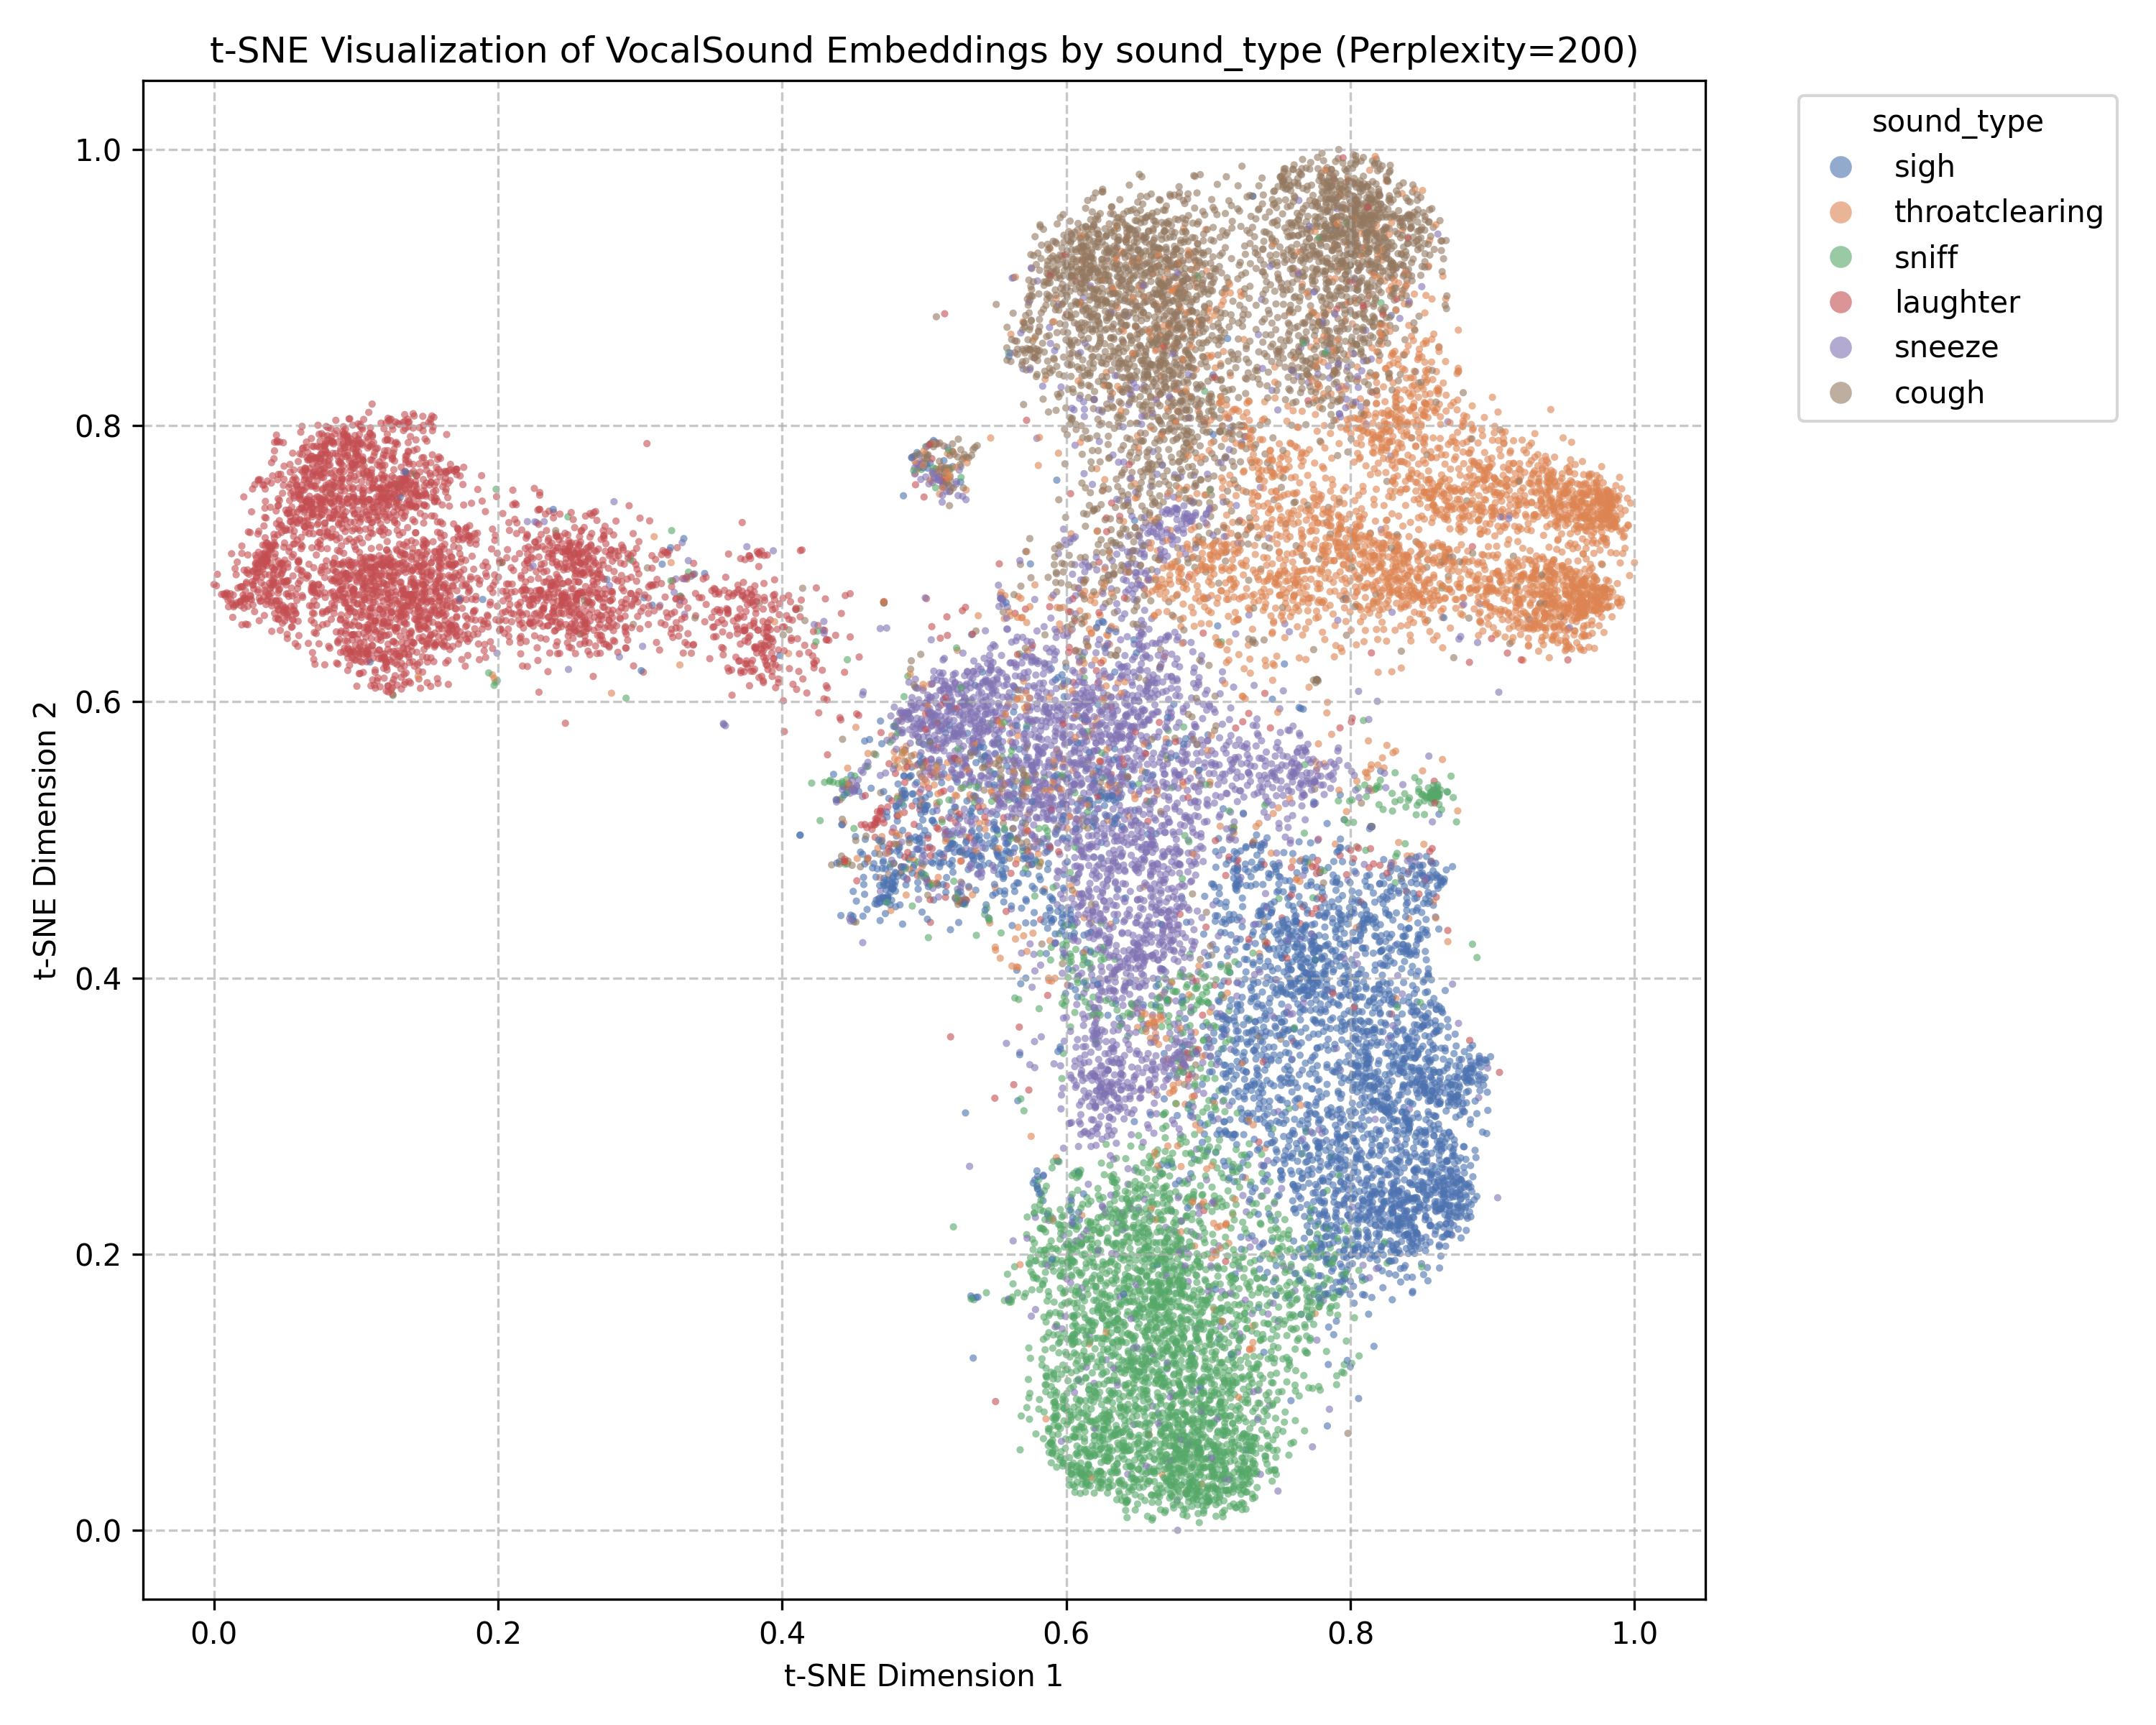 t-SNE Visualization of VocalSound Embeddings by sound_type (Perplexity=200)
sound_type
sigh
throatclearing
sniff
laughter
sneeze
cough
t-SNE Dimension 2
1.0
0.8
0.6
0.4
0.2
0.0
0.0 0.2 0.4 0.6 0.8 1.0
t-SNE Dimension 1